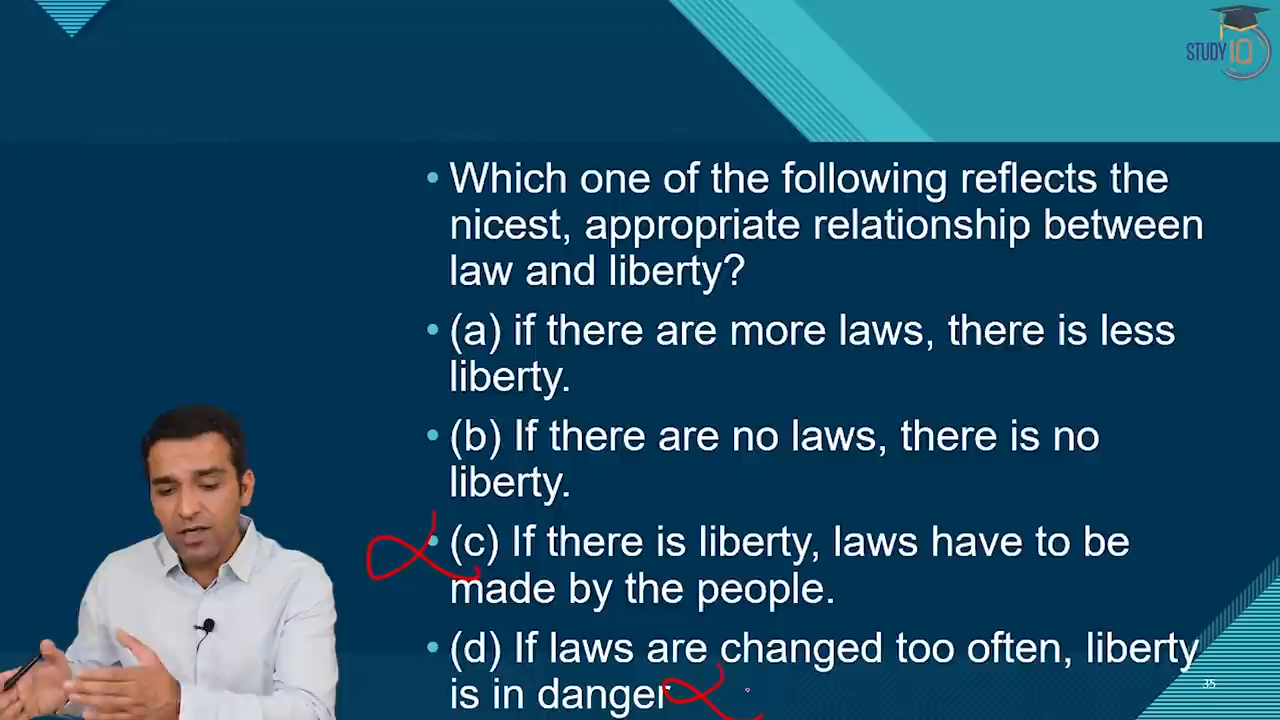 STUDY IQ
• Which one of the following reflects the
nicest, appropriate relationship between
law and liberty?
• (a) if there are more laws, there is less
liberty.
• (b) If there are no laws, there is no
liberty.
• (c) If there is liberty, laws have to be
made by the people.
• (d) If laws are changed too often, liberty
is in danger
35